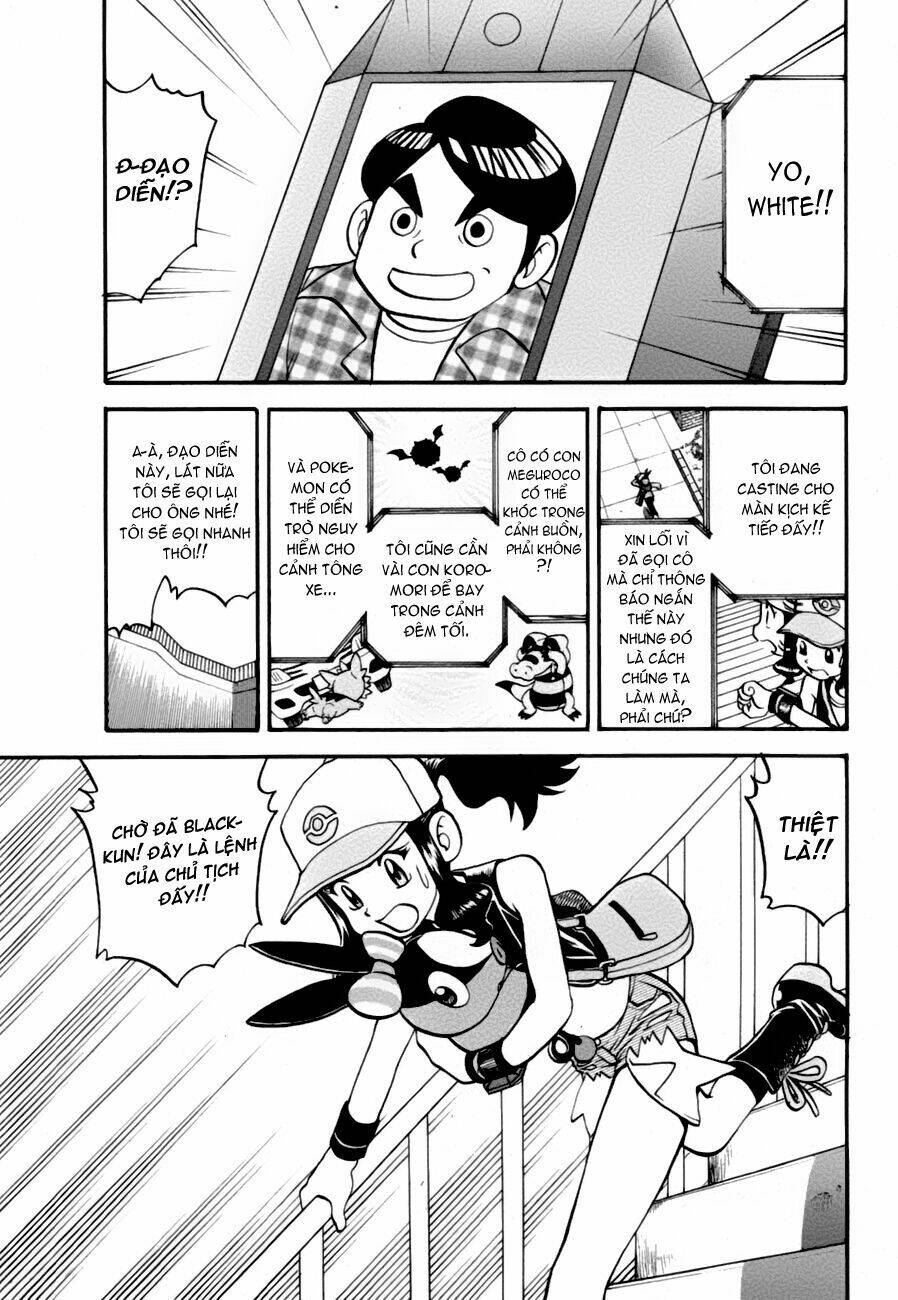 YO,
WHITE!!
Đ-ĐẠO
DIỄN!?
TÔI ĐANG
CASTING CHO
MÀN KỊCH KẾ
TIẾP ĐẤY!!
XIN LỖI VÌ
ĐÃ GỌI CÔ
MÀ CHỈ THÔNG
BÁO NGẮN
THẾ NÀY
NHƯNG ĐÓ
LÀ CÁCH
CHÚNG TA
LÀM MÀ,
PHẢI CHỨ?
CÔ CÓ CON
MEGUROCO
CÓ THỂ
KHÓC TRONG
CẢNH BUỒN,
PHẢI KHÔNG
?!
TÔI CŨNG CẦN
VÀI CON KORO-
MORI ĐỂ BAY
TRONG CẢNH
ĐÊM TỐI.
VÀ POKE-
MON CÓ
THỂ DIỄN
TRÒ NGUY
HIỂM CHO
CẢNH TÔNG
XE...
A-À, ĐẠO DIỄN
NÀY, LÁT NỮA
TÔI SẼ GỌI LẠI
CHO ÔNG NHÉ!
TÔI SẼ GỌI NHANH
THÔI!!
THIỆT
LÀ!!
CHỜ ĐÃ BLACK-
KUN! ĐÂY LÀ LỆNH
CỦA CHỦ TỊCH
ĐẤY!!